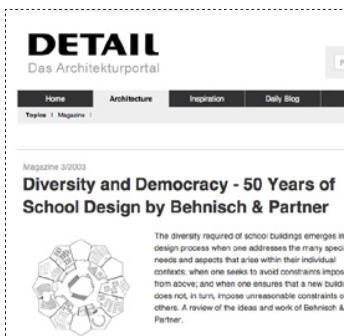 DETAIL
Das Architekturportal
Home Architecture Inspiration Daily Blog
Topics | Magazine |
Magazine 3/2003
Diversity and Democracy - 50 Years of
School Design by Behnisch & Partner
The diversity required of school buildings emerges in
design process when one addresses the many speci
needs and aspects that arise within their individual
contexts; when one seeks to avoid constraints impos
from above; and when one ensures that a new buildi
does not, in turn, impose unreasonable constraints o
others. A review of the ideas and work of Behnisch &
Partner.